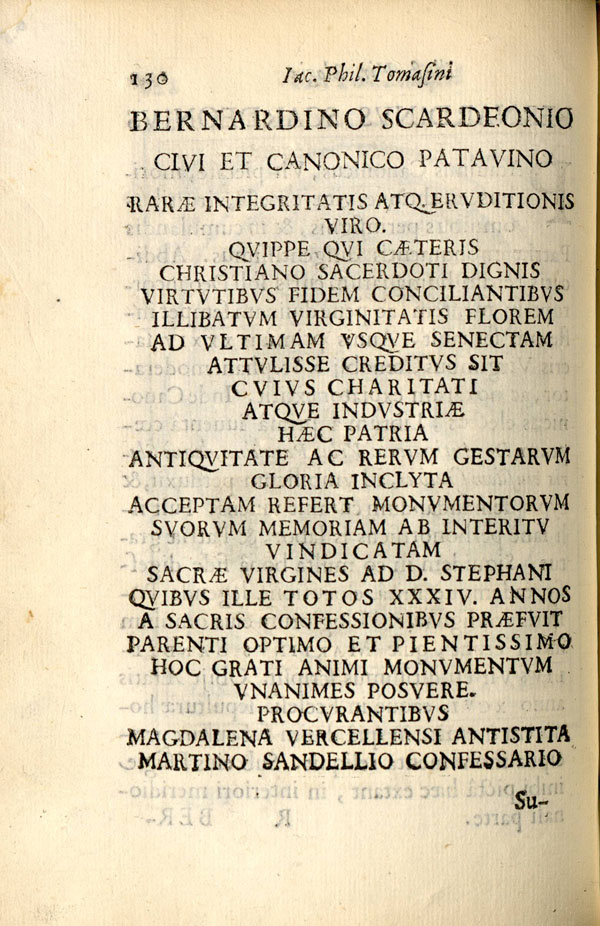 130 Iac. Phil. Tomasini
BERNARDINO SCARDEONIO
CIVI ET CANONICO PATAVINO
RARÆ INTEGRITATIS ATQ. ERVDITIONIS
VIRO.
QVIPPE QVI CÆTERIS
CHRISTIANO SACERDOTI DIGNIS
VIRTVTIBVS FIDEM CONCILIANTIBVS
ILLIBATVM VIRGINITATIS FLOREM
AD VLTIMAM VSQVE SENECTAM
ATTVLISSE CREDITVS SIT
CVIVS CHARITATI
ATQVE INDVSTRIÆ
HÆC PATRIA
ANTIQVITATE AC RERVM GESTARVM
GLORIA INCLYTA
ACCEPTAM REFERT MONVMENTORVM
SVORVM MEMORIAM AB INTERITV
VINDICATAM
SACRÆ VIRGINES AD D. STEPHANI
QVIBVS ILLE TOTOS XXXIV. ANNOS
A SACRIS CONFESSIONIBVS PRÆFVIT
PARENTI OPTIMO ET PIENTISSIMO
HOC GRATI ANIMI MONVMENTVM
VNANIMES POSVERE.
PROCVRANTIBVS
MAGDALENA VERCELLENSI ANTISTITA
MARTINO SANDELLIO CONFESSARIO
Su-